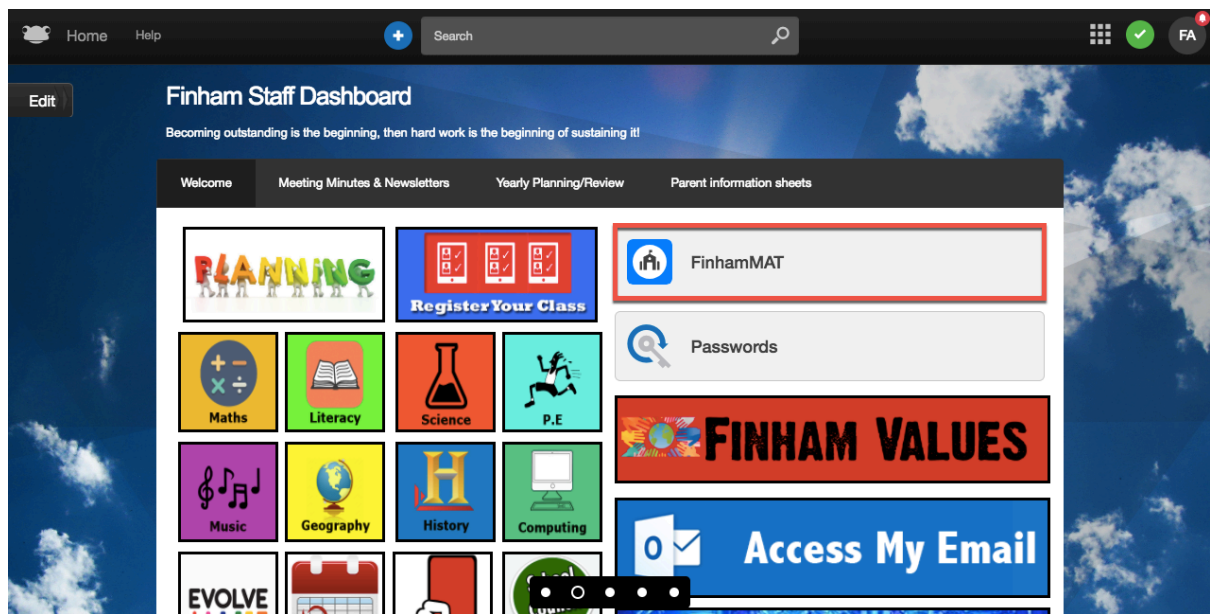 Home Help Search FA
Edit
Finham Staff Dashboard
Becoming outstanding is the beginning, then hard work is the beginning of sustaining it!
Welcome Meeting Minutes & Newsletters Yearly Planning/Review Parent information sheets
PLANNING
Register Your Class
FinhamMAT
Passwords
Maths Literacy Science P.E
FINHAM VALUES
Music Geography History Computing
Access My Email
EVOLVE